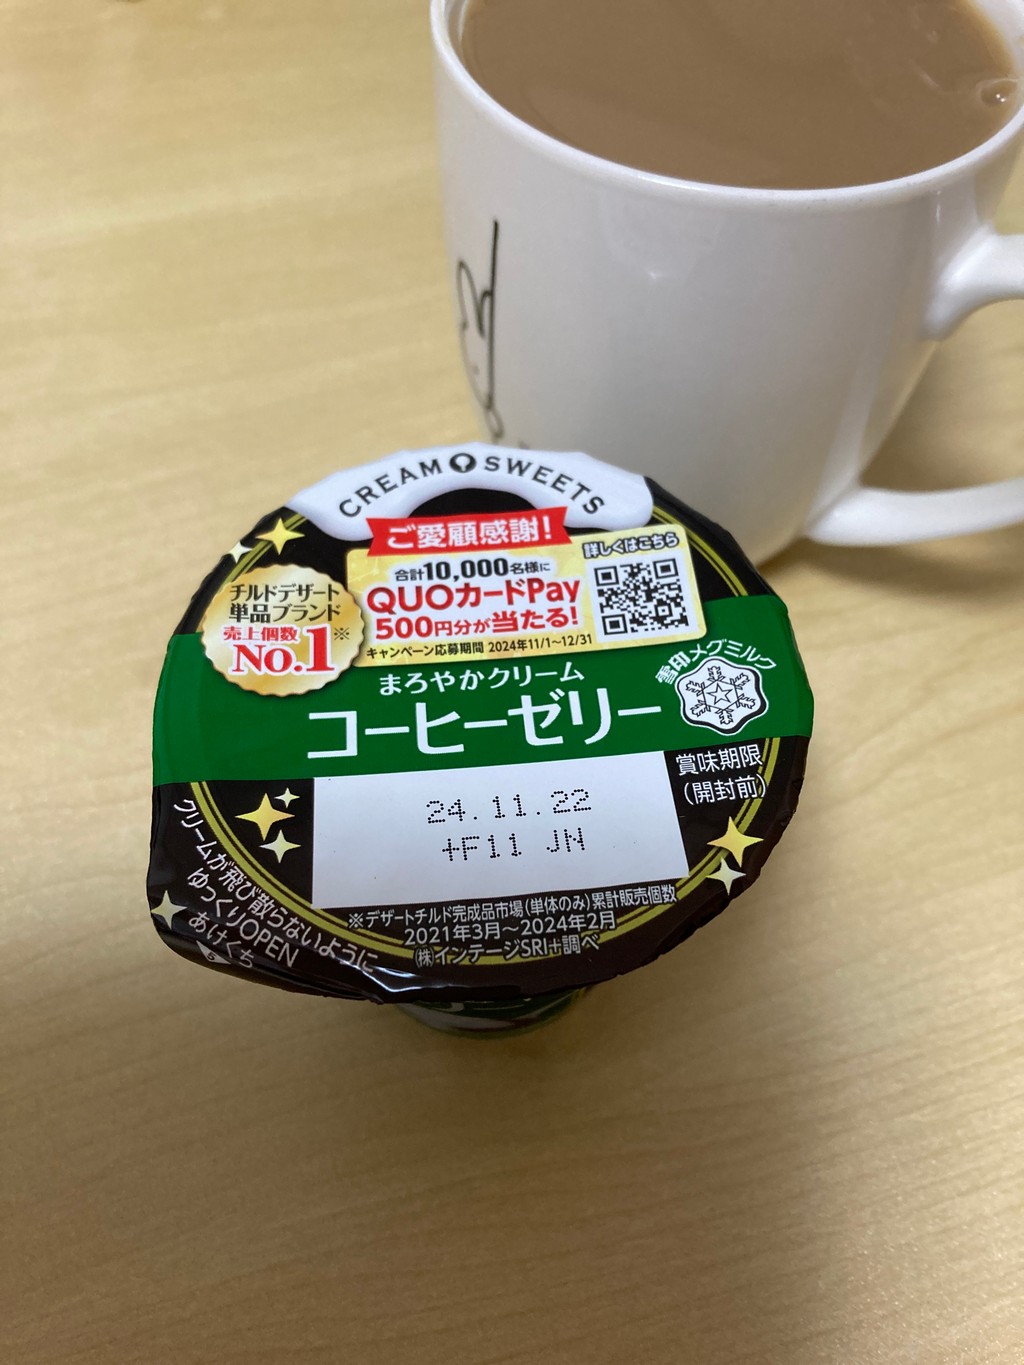 CREAM SWEETS
ご愛顧感謝!
詳しくはこちら
合計10,000名様に
QUOカードPay
500円分が当たる!
キャンペーン応募期間 2024年11/1〜12/31
チルドデザート
単品ブランド
売上個数※
No.1
まろやかクリーム
コーヒーゼリー
雪印メグミルク
賞味期限
(開封前)
24.11.22
+F11 JN
※デザートチルド完成品市場(単体のみ)累計販売個数
2021年3月〜2024年2月
㈱インテージSRI+調べ
クリームが飛び散らないように
ゆっくりOPEN
あけくち